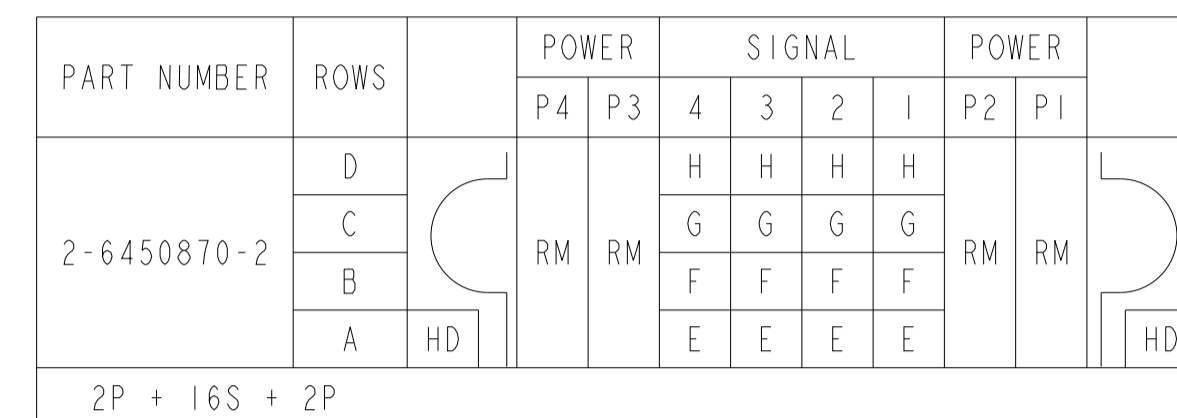 PART NUMBER ROWS POWER SIGNAL POWER
P4 P3 4 3 2 1 P2 P1
D H H H H
C G G G G
2-6450870-2 RM RM RM RM
B F F F F
A HD E E E E HD
2P + 16S + 2P